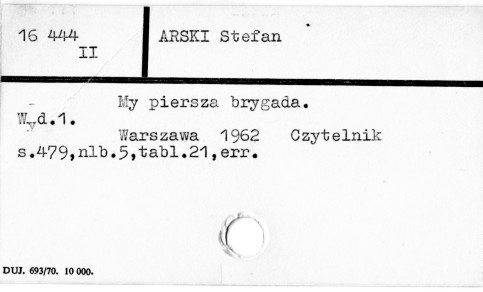 16 444
II
ARSKI Stefan
My piersza brygada.
Wyd.1.
Warszawa 1962 Czytelnik
s.479,nlb.5,tabl.21,err.
DUJ. 693/70. 10 000.